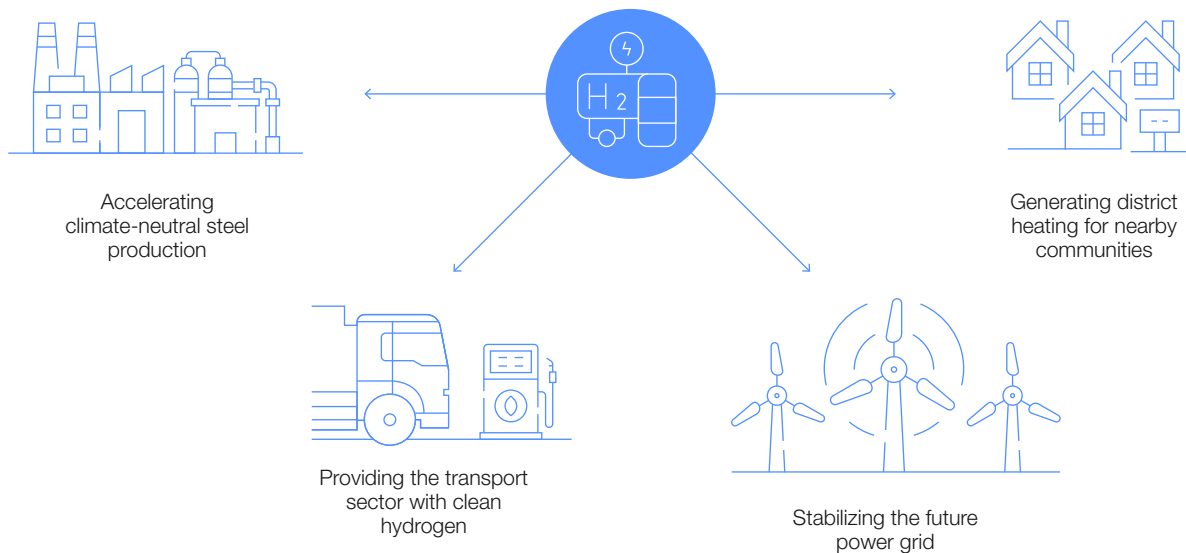 H2
Accelerating
climate-neutral steel
production
Generating district
heating for nearby
communities
Providing the transport
sector with clean
hydrogen
Stabilizing the future
power grid